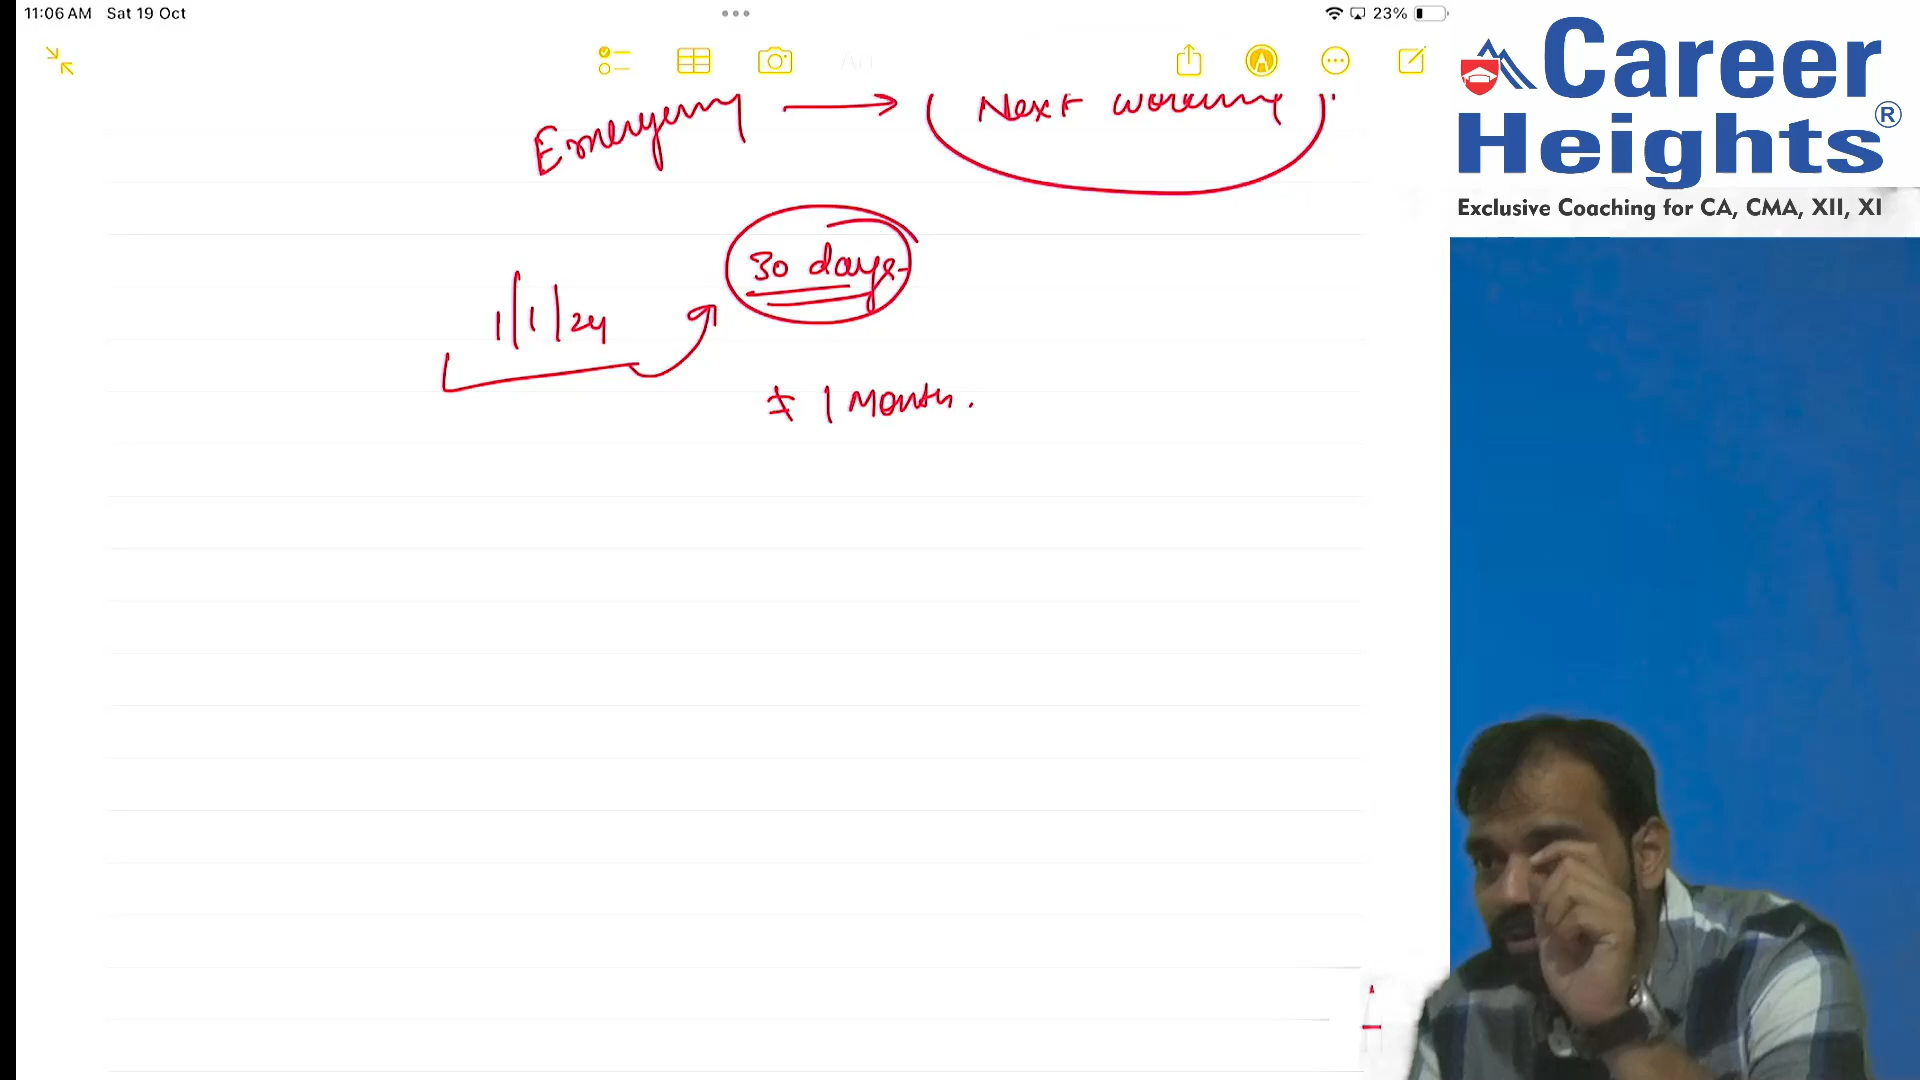 11:06 AM Sat 19 Oct
23%
Career
Heights®
Exclusive Coaching for CA, CMA, XII, XI
Emergency → Next working
30 days
1/1/24
≠ 1 Month.